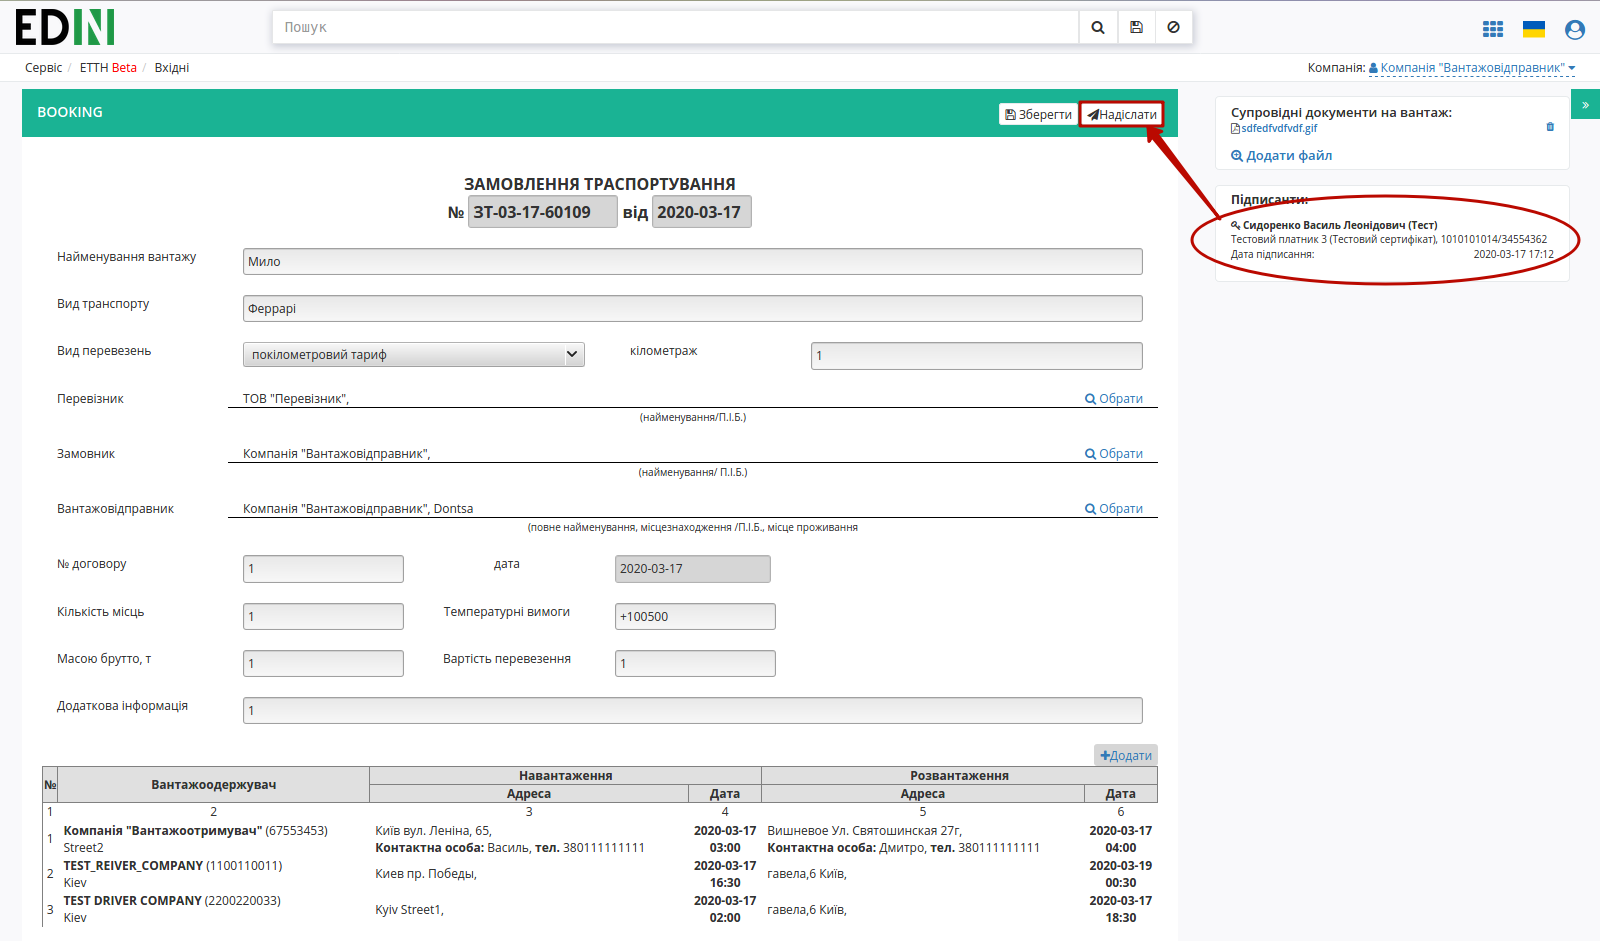 EDIN
Пошук
Сервіс / ЕТТН Beta / Вхідні
Компанія: Компанія "Вантажовідправник"
BOOKING
Зберегти
Надіслати
»
Супровідні документи на вантаж:
sdfedfvdfvdf.gif
Додати файл
Підписанти:
Сидоренко Василь Леонідович (Тест)
Тестовий платник 3 (Тестовий сертифікат), 1010101014/34554362
Дата підписання: 2020-03-17 17:12
ЗАМОВЛЕННЯ ТРАСПОРТУВАННЯ
№ ЗТ-03-17-60109 від 2020-03-17
Найменування вантажу Мило
Вид транспорту Феррарі
Вид перевезень покілометровий тариф кілометраж 1
Перевізник ТОВ "Перевізник", Обрати
(найменування/П.І.Б.)
Замовник Компанія "Вантажовідправник", Обрати
(найменування/ П.І.Б.)
Вантажовідправник Компанія "Вантажовідправник", Dontsa Обрати
(повне найменування, місцезнаходження /П.І.Б., місце проживання
№ договору 1 дата 2020-03-17
Кількість місць 1 Температурні вимоги +100500
Масою брутто, т 1 Вартість перевезення 1
Додаткова інформація 1
Додати
№ Вантажоодержувач Навантаження Розвантаження
Адреса Дата Адреса Дата
1 2 3 4 5 6
1 Компанія "Вантажоотримувач" (67553453) Київ вул. Леніна, 65, 2020-03-17 Вишневое Ул. Святошинская 27г, 2020-03-17
Street2 Контактна особа: Василь, тел. 380111111111 03:00 Контактна особа: Дмитро, тел. 380111111111 04:00
2 TEST_REIVER_COMPANY (1100110011) Киев пр. Победы, 2020-03-17 гавела,6 Київ, 2020-03-19
Kiev 16:30 00:30
3 TEST DRIVER COMPANY (2200220033) Kyiv Street1, 2020-03-17 гавела,6 Київ, 2020-03-17
Kiev 02:00 18:30